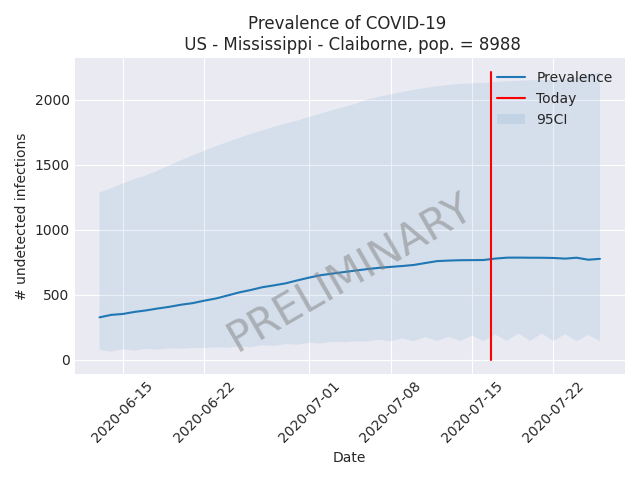 Prevalence of COVID-19
US - Mississippi - Claiborne, pop. = 8988
Prevalence
Today
95CI
# undetected infections
2000
1500
1000
500
0
PRELIMINARY
2020-06-15
2020-06-22
2020-07-01
2020-07-08
2020-07-15
2020-07-22
Date